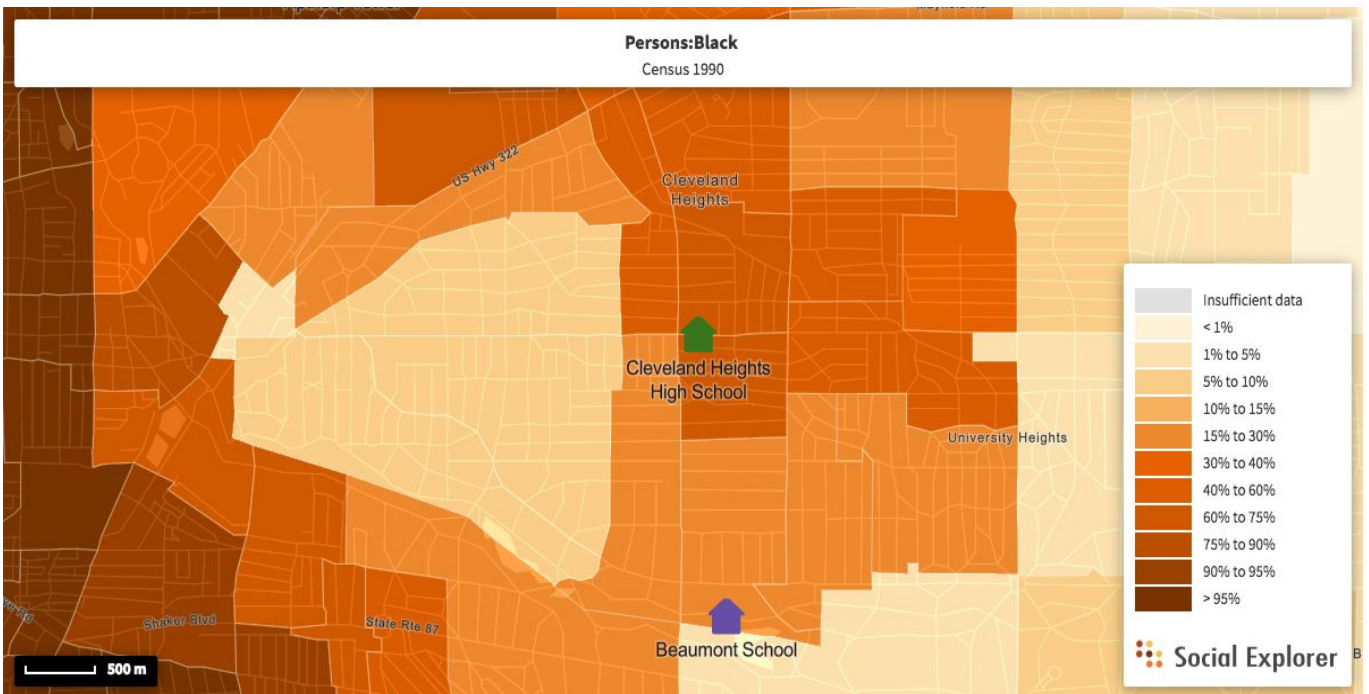 Persons:Black
Census 1990
US Hwy 322
Cleveland
Heights
Cleveland Heights
High School
University Heights
Shaker Blvd
State Rte 87
Beaumont School
500 m
Insufficient data
< 1%
1% to 5%
5% to 10%
10% to 15%
15% to 30%
30% to 40%
40% to 60%
60% to 75%
75% to 90%
90% to 95%
> 95%
Social Explorer
B